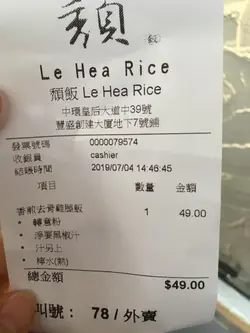 頹
(飯)
Le Hea Rice
頹飯 Le Hea Rice
中環皇后大道中39號
豐盛創建大廈地下7號舖
發票號碼 0000079574
收銀員 cashier
結賬時間 2019/07/04 14:46:45
項目 數量 金額
香煎去骨雞腿飯 1 49.00
• 轉意粉
• 淨要黑椒汁
• 汁另上
• 檸水(熱)
總金額 $49.00
叫號: 78 / 外賣